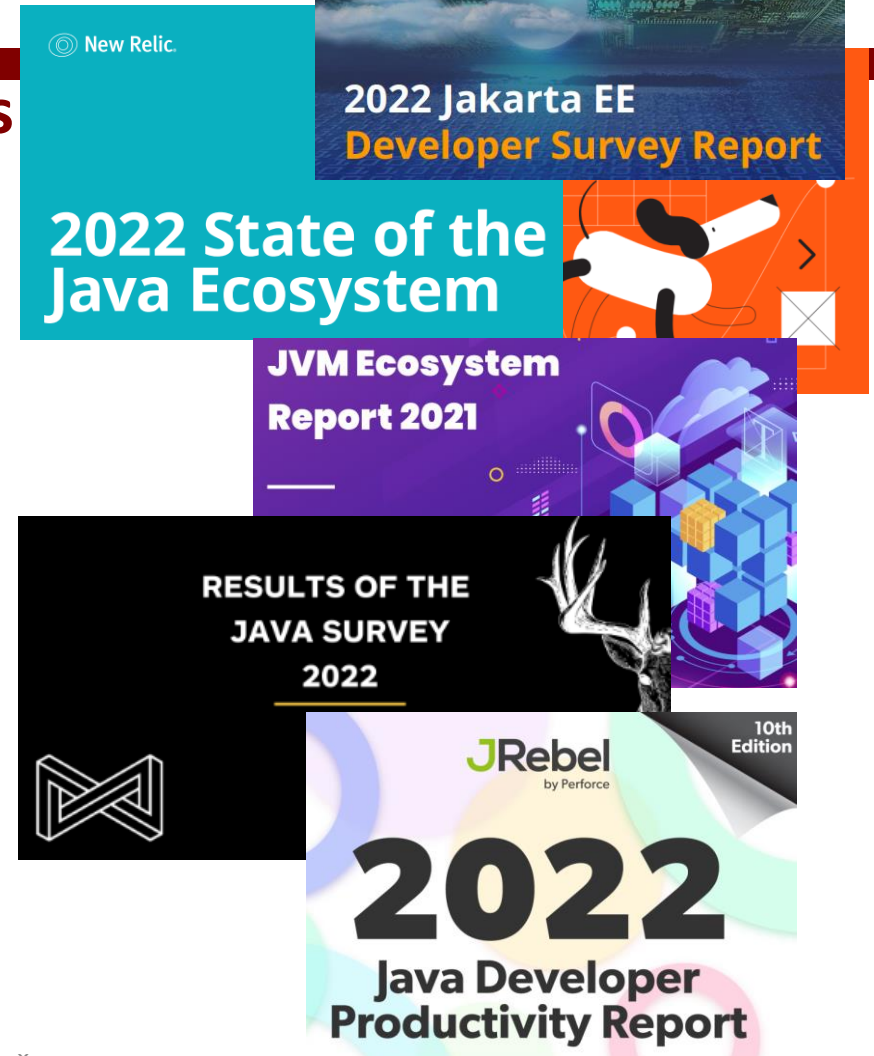 New Relic.
2022 Jakarta EE
Developer Survey Report
s
2022 State of the
Java Ecosystem
JVM Ecosystem
Report 2021
RESULTS OF THE
JAVA SURVEY
2022
10th
Edition
JRebel
by Perforce
2022
Java Developer
Productivity Report